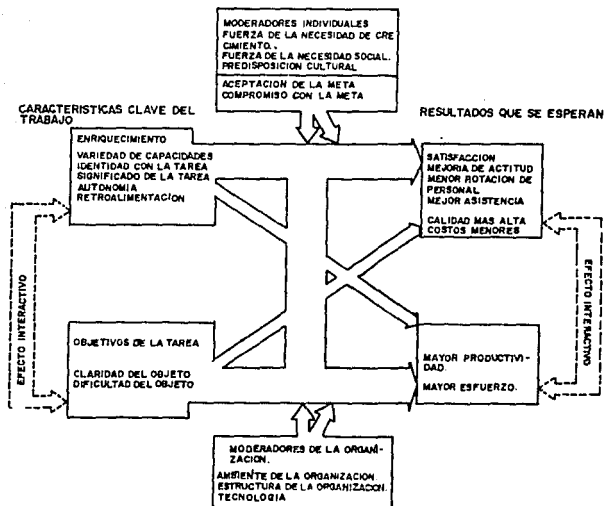 MODERADORES INDIVIDUALES
FUERZA DE LA NECESIDAD DE CRE
CIMIENTO.
FUERZA DE LA NECESIDAD SOCIAL.
PREDISPOSICION CULTURAL
ACEPTACION DE LA META
COMPROMISO CON LA META
CARACTERISTICAS CLAVE DEL
TRABAJO
ENRIQUECIMIENTO
VARIEDAD DE CAPACIDADES
IDENTIDAD CON LA TAREA
SIGNIFICADO DE LA TAREA
AUTONOMIA
RETROALIMENTACION
RESULTADOS QUE SE ESPERAN
SATISFACCION
MEJORIA DE ACTITUD
MENOR ROTACION DE
PERSONAL
MEJOR ASISTENCIA
CALIDAD MAS ALTA
COSTOS MENORES
EFECTO INTERACTIVO
EFECTO INTERACTIVO
OBJETIVOS DE LA TAREA
CLARIDAD DEL OBJETO
DIFICULTAD DEL OBJETO
MAYOR PRODUCTIVI-
DAD.
MAYOR ESFUERZO.
MODERADORES DE LA ORGANI-
ZACION.
AMBIENTE DE LA ORGANIZACION
ESTRUCTURA DE LA ORGANIZACION.
TECNOLOGIA